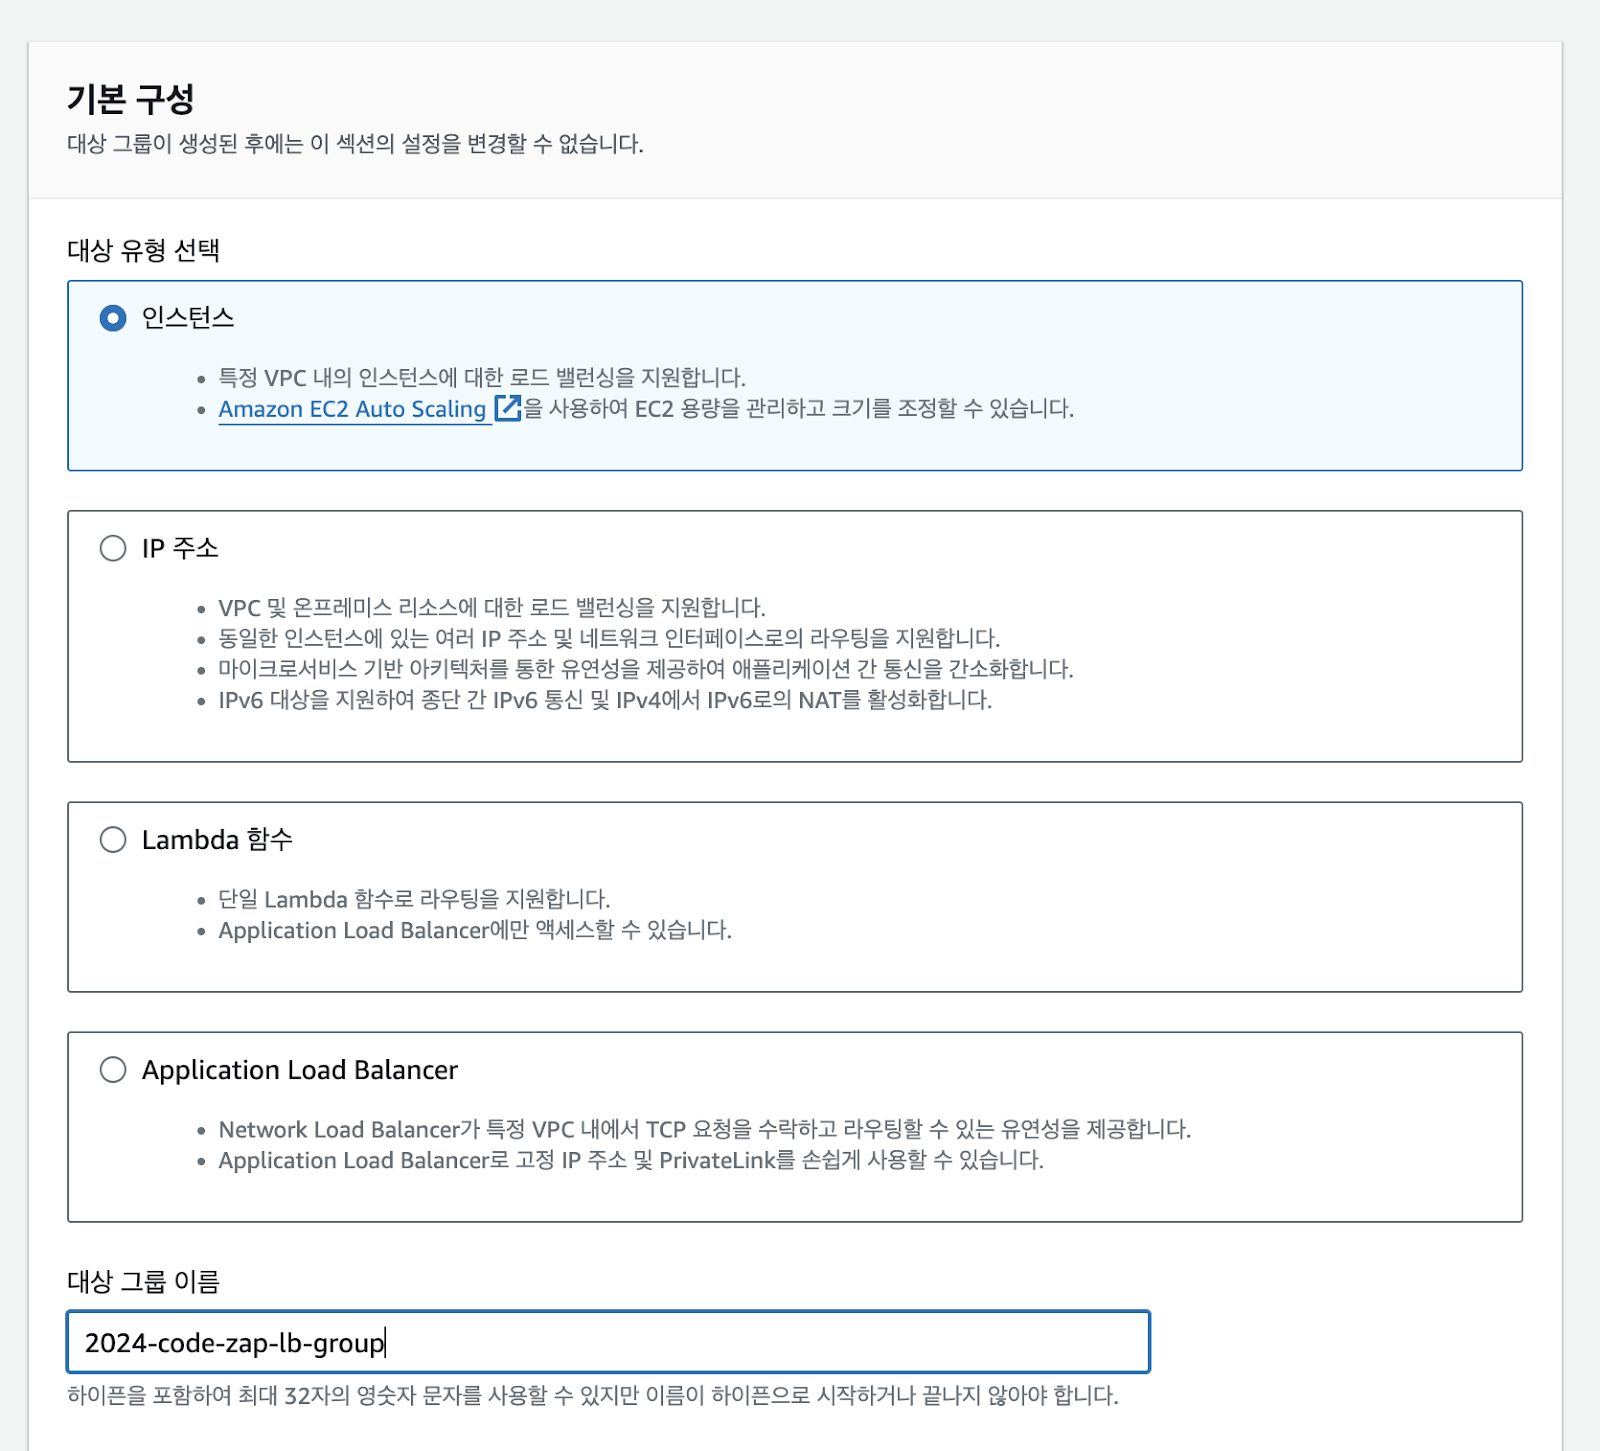 기본 구성
대상 그룹이 생성된 후에는 이 섹션의 설정을 변경할 수 없습니다.
대상 유형 선택
인스턴스
특정 VPC 내의 인스턴스에 대한 로드 밸런싱을 지원합니다.
Amazon EC2 Auto Scaling 을 사용하여 EC2 용량을 관리하고 크기를 조정할 수 있습니다.
IP 주소
VPC 및 온프레미스 리소스에 대한 로드 밸런싱을 지원합니다.
동일한 인스턴스에 있는 여러 IP 주소 및 네트워크 인터페이스로의 라우팅을 지원합니다.
마이크로서비스 기반 아키텍처를 통한 유연성을 제공하여 애플리케이션 간 통신을 간소화합니다.
IPv6 대상을 지원하여 종단 간 IPv6 통신 및 IPv4에서 IPv6로의 NAT를 활성화합니다.
Lambda 함수
단일 Lambda 함수로 라우팅을 지원합니다.
Application Load Balancer에만 액세스할 수 있습니다.
Application Load Balancer
Network Load Balancer가 특정 VPC 내에서 TCP 요청을 수락하고 라우팅할 수 있는 유연성을 제공합니다.
Application Load Balancer로 고정 IP 주소 및 PrivateLink를 손쉽게 사용할 수 있습니다.
대상 그룹 이름
2024-code-zap-lb-group
하이픈을 포함하여 최대 32자의 영숫자 문자를 사용할 수 있지만 이름이 하이픈으로 시작하거나 끝나지 않아야 합니다.